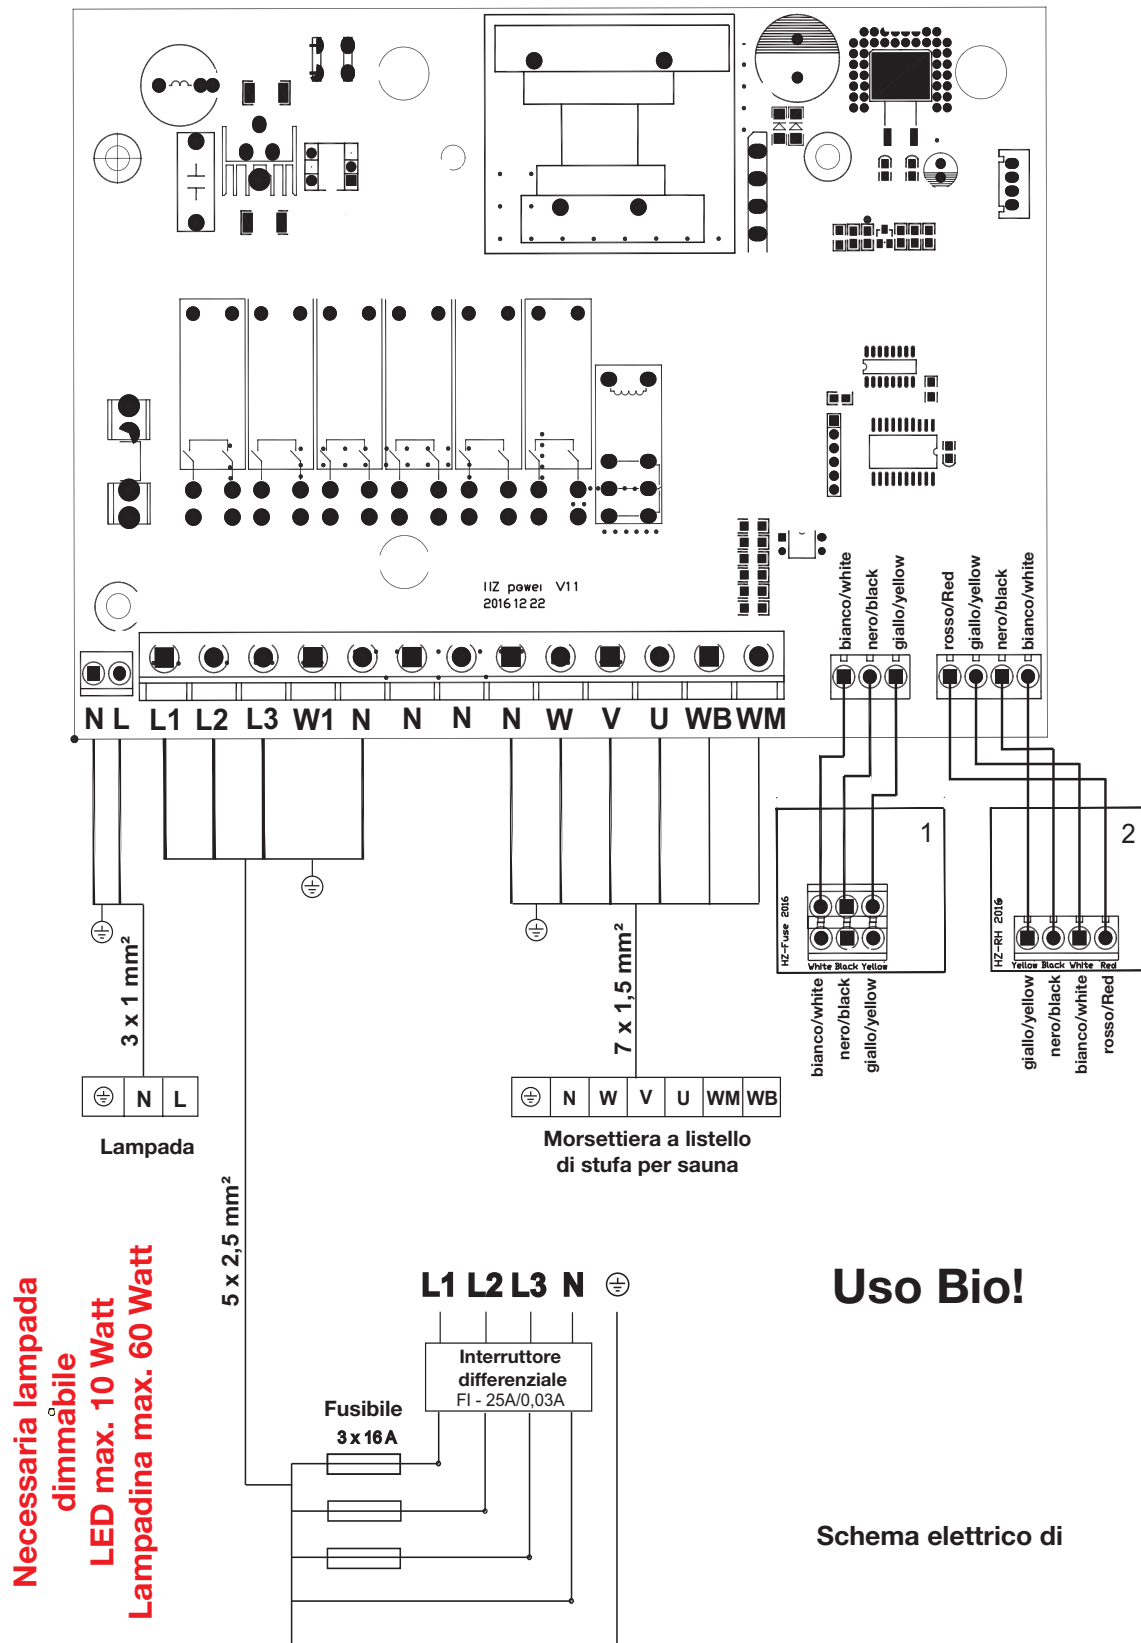 HZ power V11
2016 12 22
bianco/white
nero/black
giallo/yellow
rosso/Red
giallo/yellow
nero/black
bianco/white
N L L1 L2 L3 W1 N N N N W V U WB WM
1
2
HZ-Fuse 2016
White Black Yellow
HZ-RH 2016
Yellow Black White Red
bianco/white
nero/black
giallo/yellow
giallo/yellow
nero/black
bianco/white
rosso/Red
3 x 1 mm²
7 x 1,5 mm²
N L
Lampada
N W V U WM WB
Morsettiera a listello
di stufa per sauna
5 x 2,5 mm²
L1 L2 L3 N
Interruttore
differenziale
FI - 25A/0,03A
Fusibile
3 x 16 A
Uso Bio!
Necessaria lampada
dimmabile
LED max. 10 Watt
Lampadina max. 60 Watt
Schema elettrico di